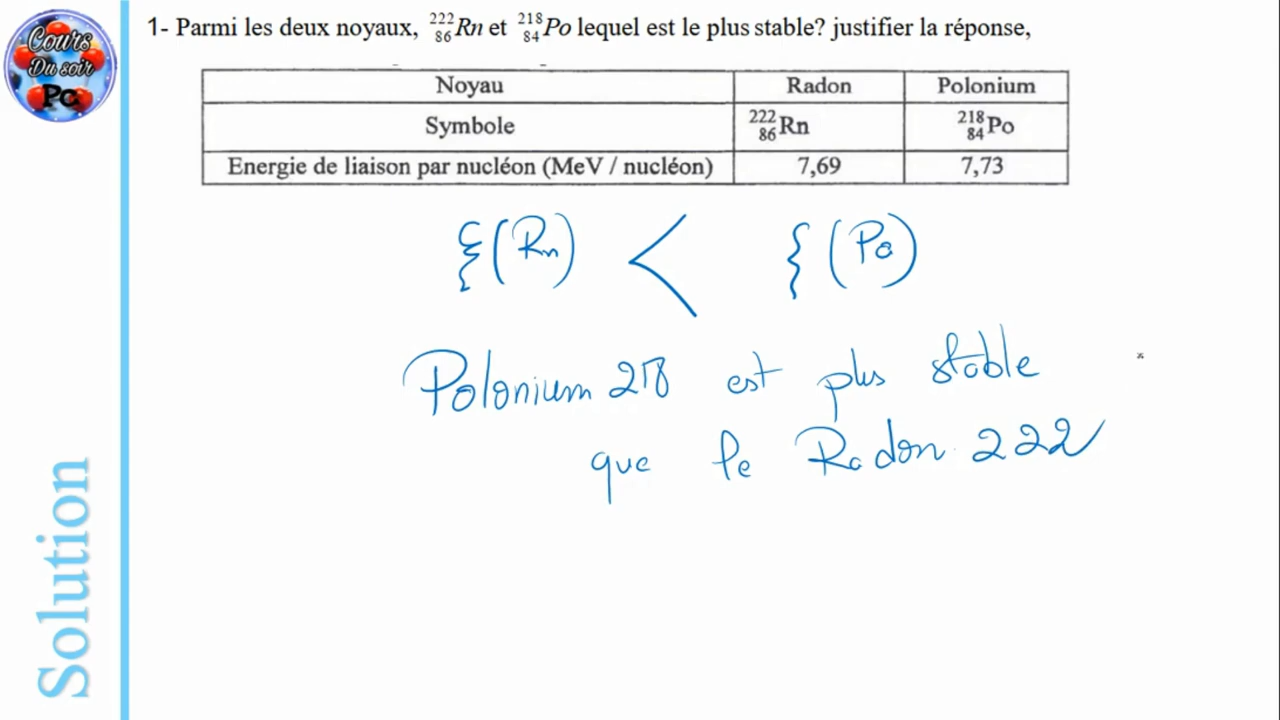 Cours
Du soir
PC
1- Parmi les deux noyaux, ²²²₈₆Rn et ²¹⁸₈₄Po lequel est le plus stable? justifier la réponse,
Noyau Radon Polonium
Symbole ²²²₈₆Rn ²¹⁸₈₄Po
Energie de liaison par nucléon (MeV / nucléon) 7,69 7,73
ξ(Rn) < ξ(Po)
Polonium 218 est plus stable
que le Radon 222
Solution